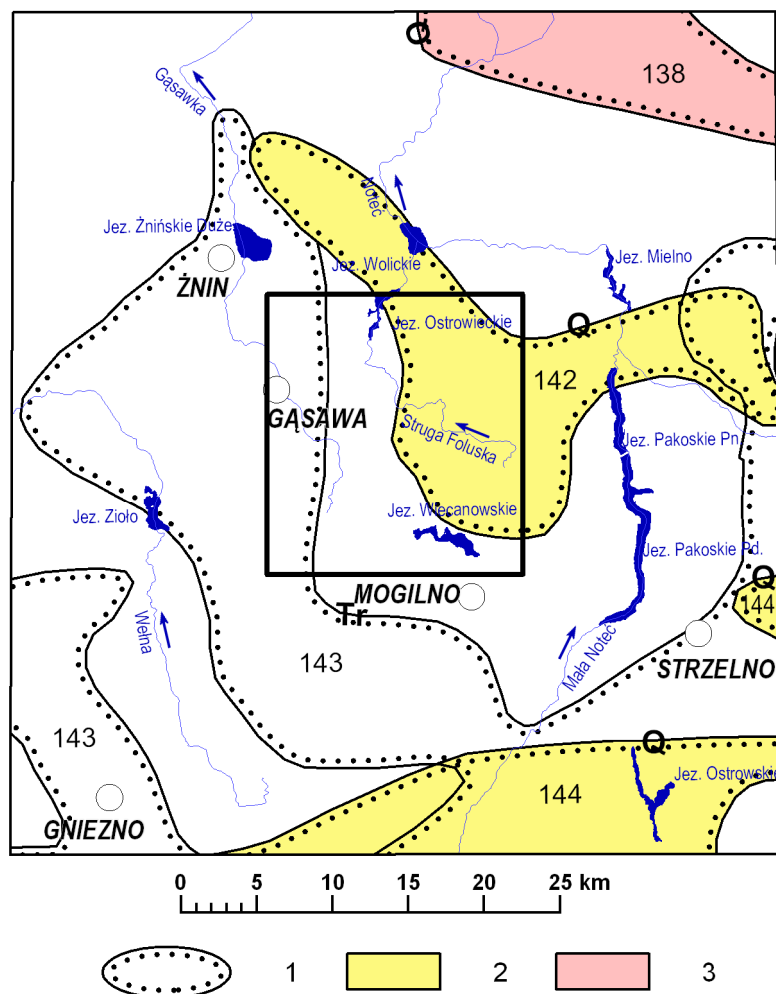 Q
138
Gąsawka
Noteć
Jez. Żnińskie Duże
Jez. Wolickie
Jez. Mielno
ŻNIN
Jez. Ostrowieckie
Q
142
GĄSAWA
Struga Foluska
Jez. Pakoskie Pn.
Jez. Zioło
Jez. Wiecanowskie
Jez. Pakoskie Pd.
Q
MOGILNO
144
Tr
Wełna
143
Mała Noteć
STRZELNO
143
Q
Jez. Ostrowskie
144
GNIEZNO
0 5 10 15 20 25 km
1 2 3